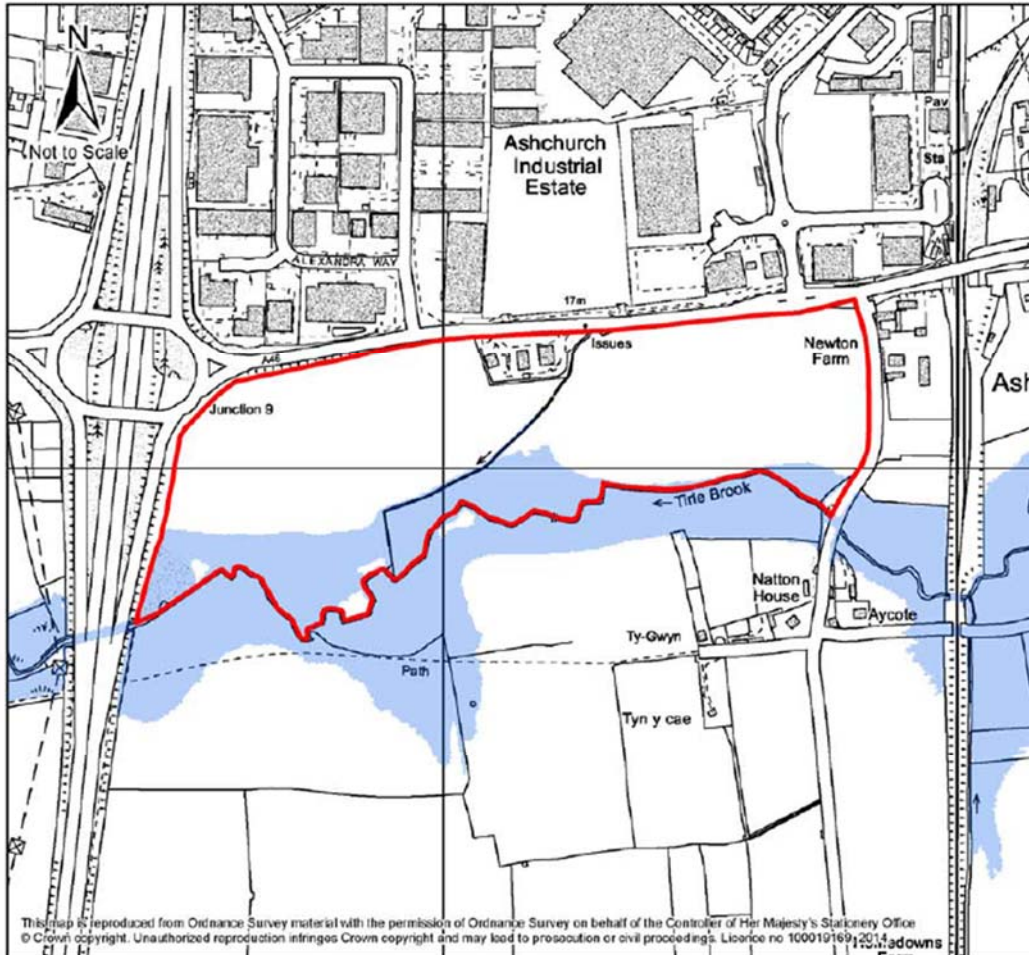 N
Not to Scale
Ashchurch
Industrial
Estate
Pav
Sta
ALEXANDRA WAY
17m
Issues
A46
Newton
Farm
Junction 9
Tirle Brook
Natton
House
Aycote
Ty-Gwyn
Path
Tyn y cae
This map is reproduced from Ordnance Survey material with the permission of Ordnance Survey on behalf of the Controller of Her Majesty's Stationery Office
© Crown copyright. Unauthorized reproduction infringes Crown copyright and may lead to prosecution or civil proceedings. Licence no 100019169. 2014.